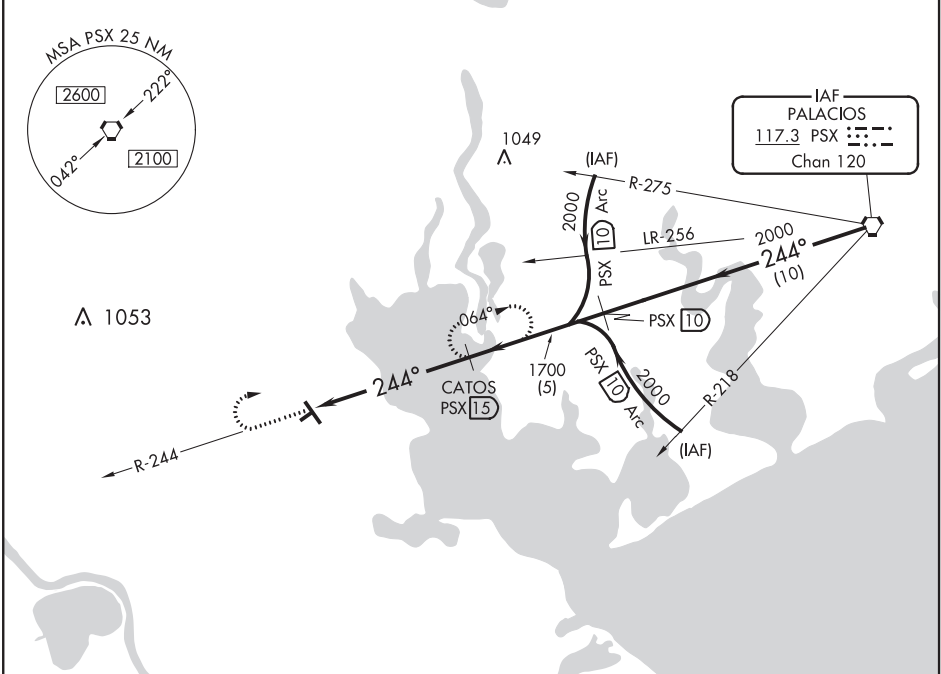 MSA PSX 25 NM
2600
222°
042°
2100
1049
(IAF)
IAF
PALACIOS
117.3 PSX
Chan 120
R-275
2000
PSX 10 Arc
LR-256
2000
244°
(10)
1053
064°
PSX 10
1700
(5)
CATOS
PSX 15
244°
PSX 10 Arc
2000
R-218
(IAF)
R-244